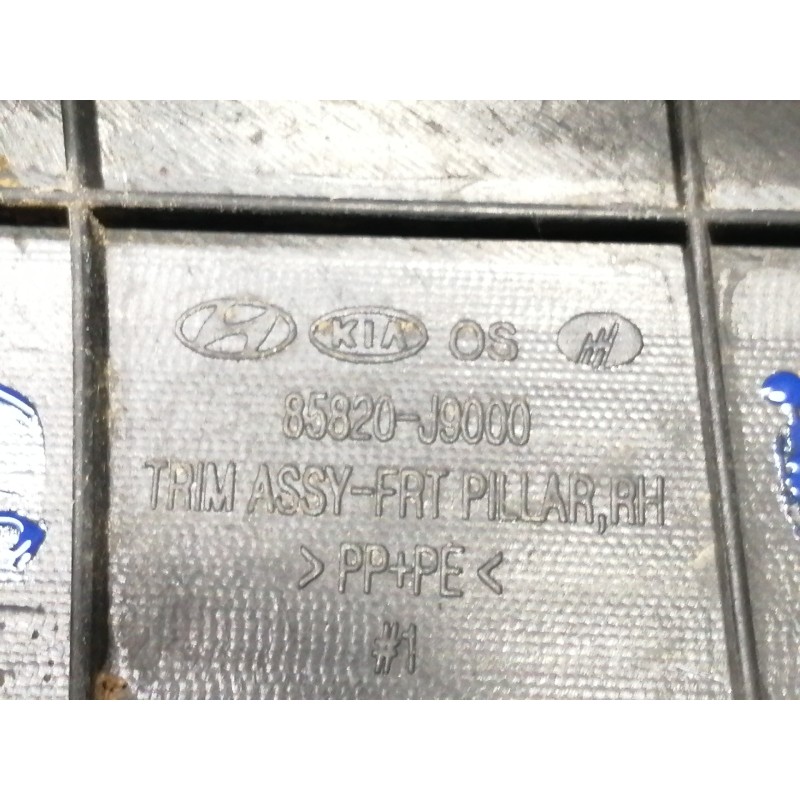 KIA OS
85820-J9000
TRIM ASSY-FRT PILLAR,RH
>PP+PE<
#1